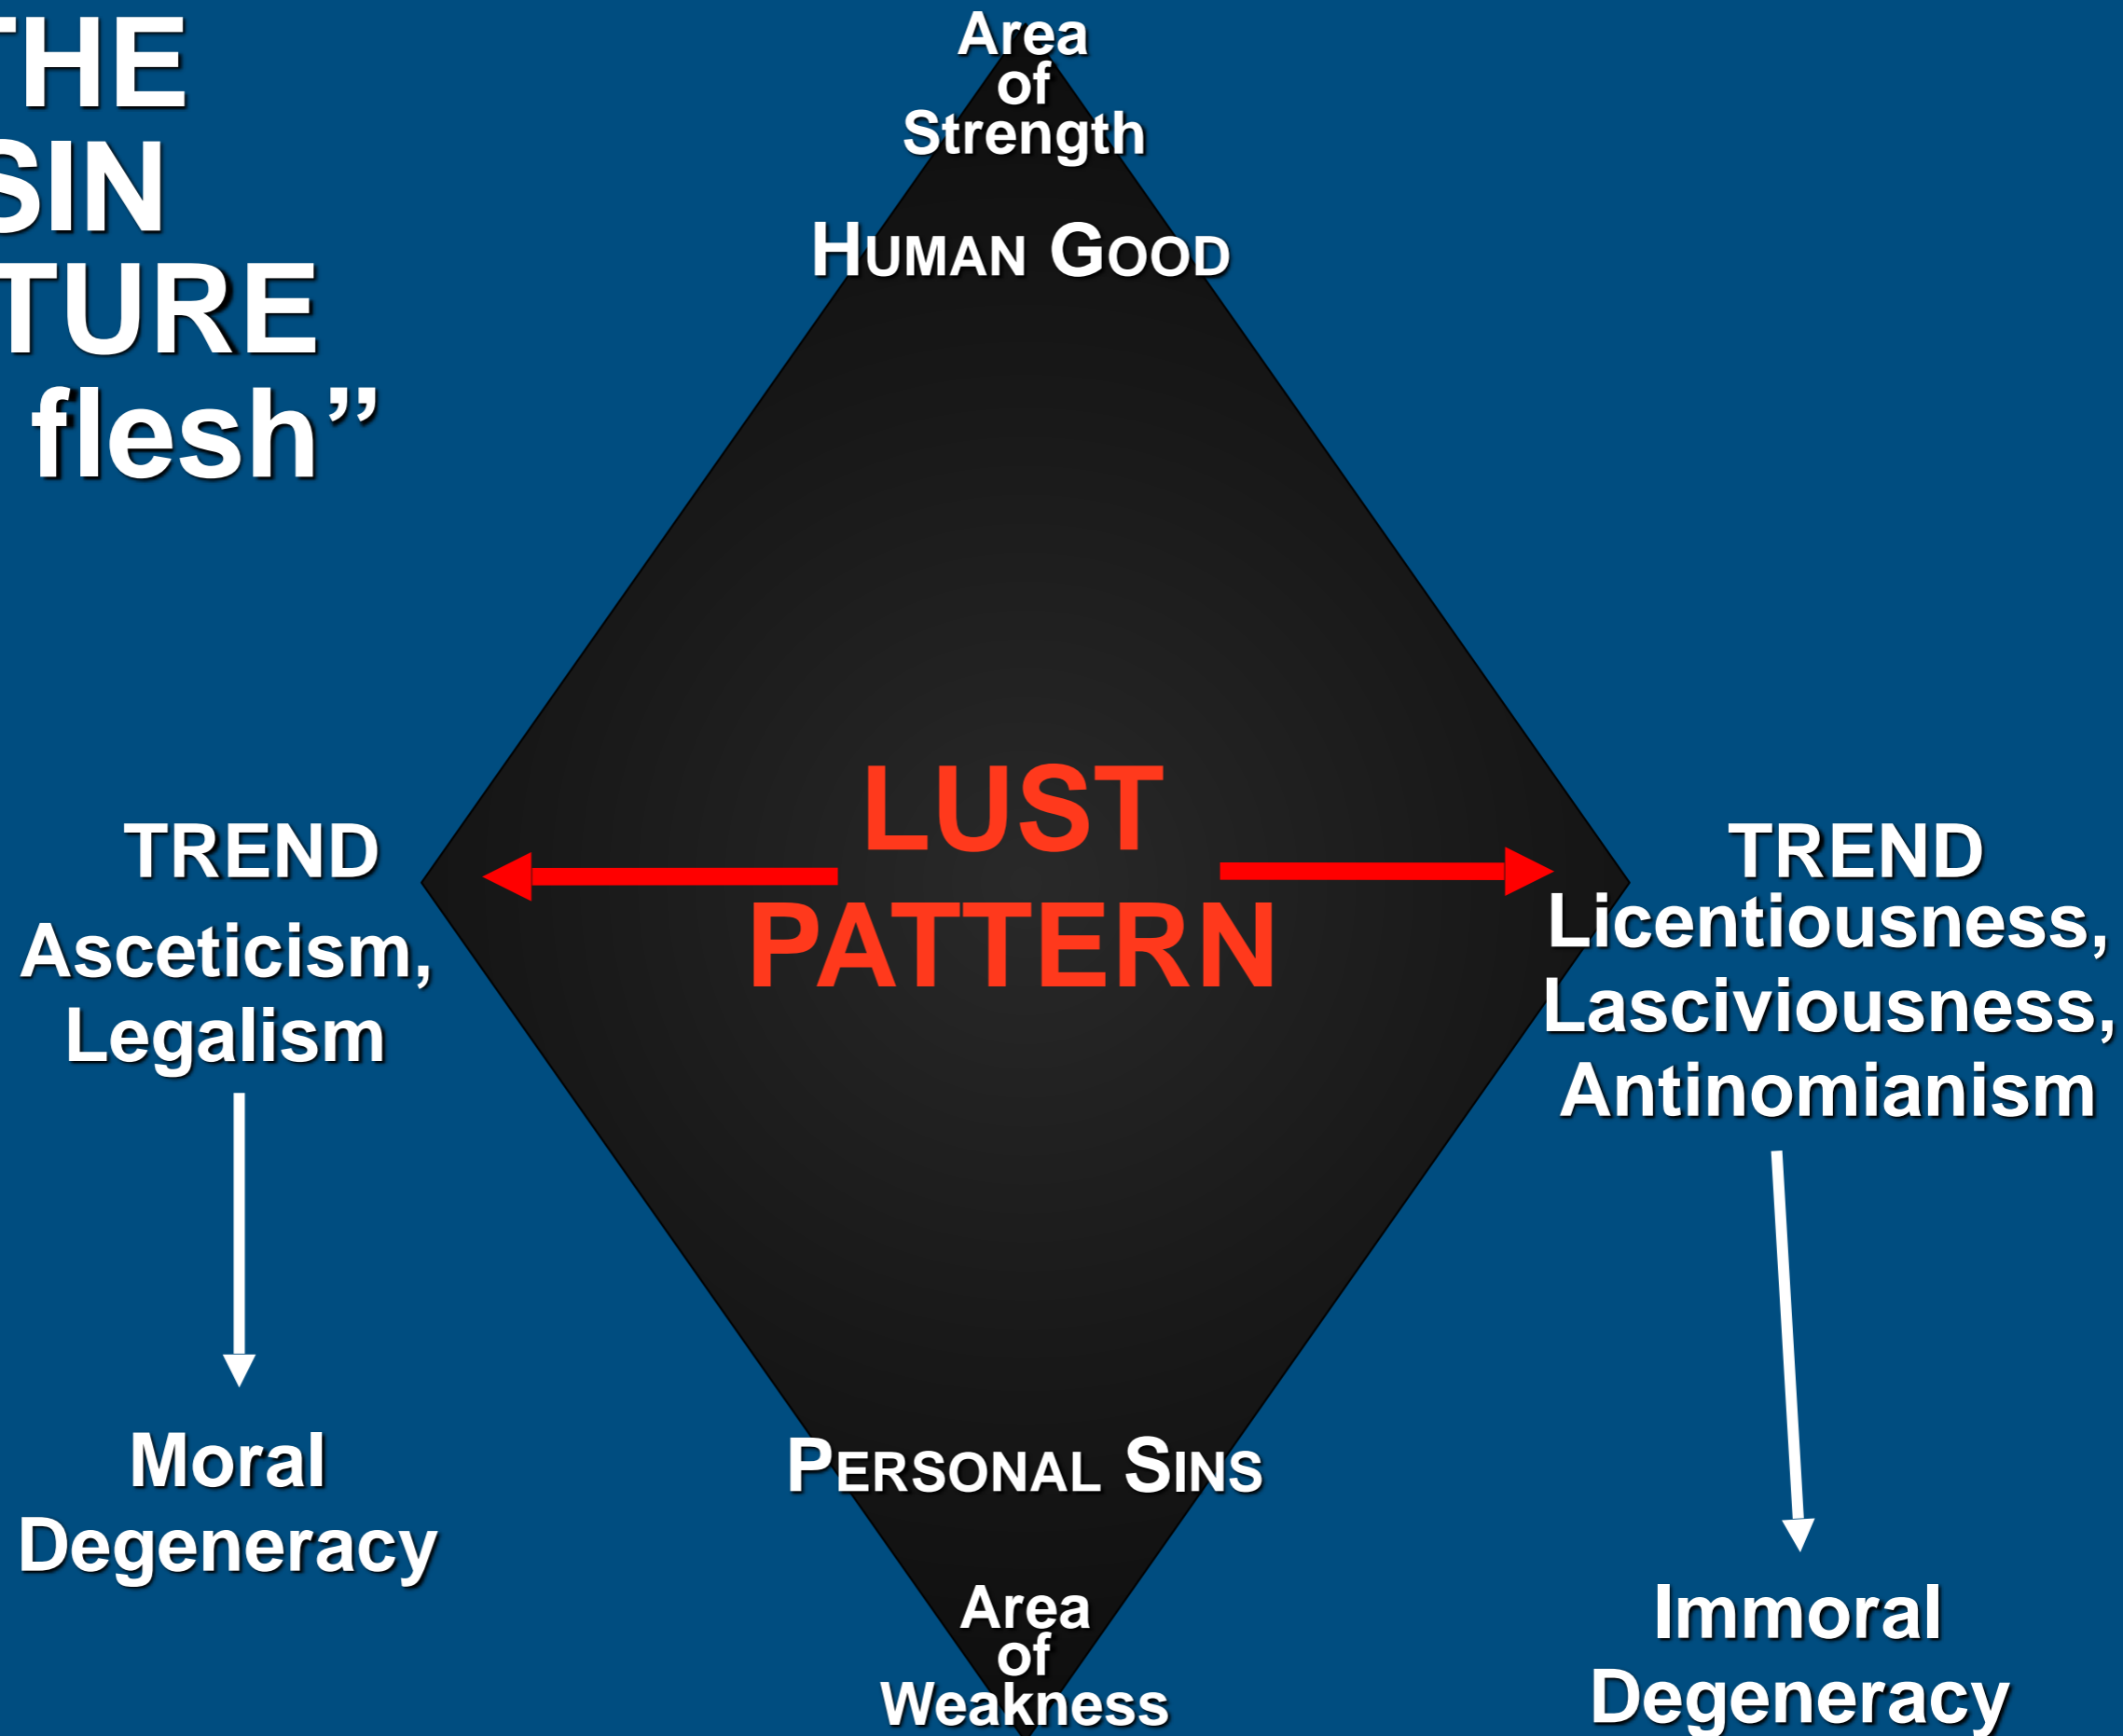 THE
SIN
TURE
flesh”
Area
of
Strength
HUMAN GOOD
LUST
PATTERN
TREND
Asceticism,
Legalism
Moral
Degeneracy
TREND
Licentiousness,
Lasciviousness,
Antinomianism
Immoral
Degeneracy
PERSONAL SINS
Area
of
Weakness